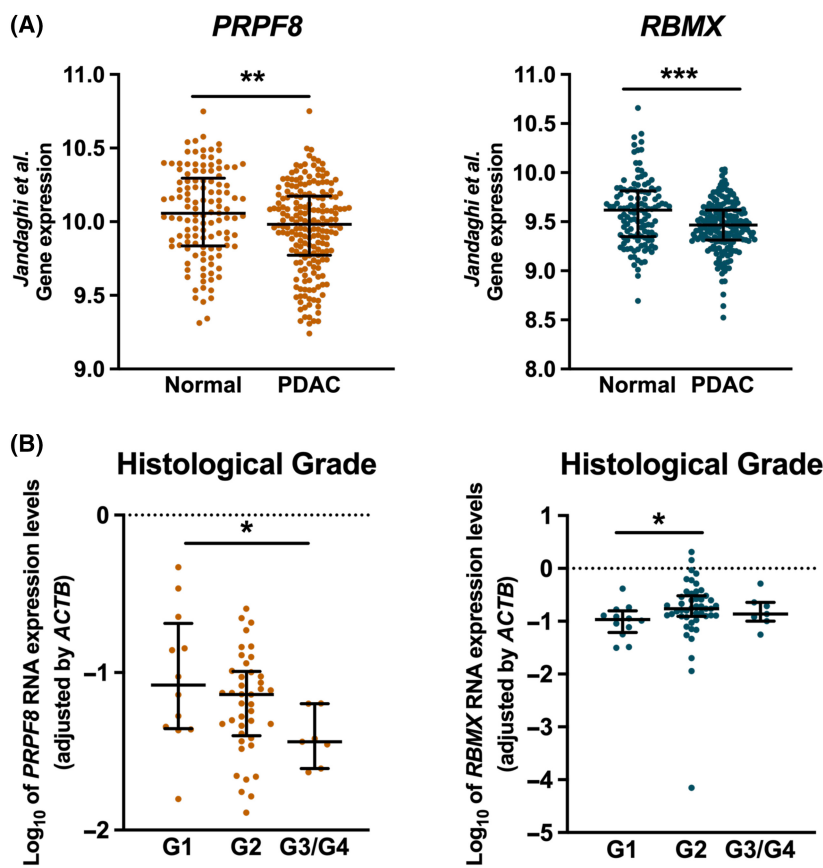 (A)
PRPF8
RBMX
Jandaghi et al.
Gene expression
11.0
10.5
10.0
9.5
9.0
**
Normal PDAC
Jandaghi et al.
Gene expression
11.0
10.5
10.0
9.5
9.0
8.5
8.0
***
Normal PDAC
(B)
Histological Grade
Log10 of PRPF8 RNA expression levels
(adjusted by ACTB)
0
–1
–2
*
G1 G2 G3/G4
Histological Grade
Log10 of RBMX RNA expression levels
(adjusted by ACTB)
1
0
–1
–2
–3
–4
–5
*
G1 G2 G3/G4